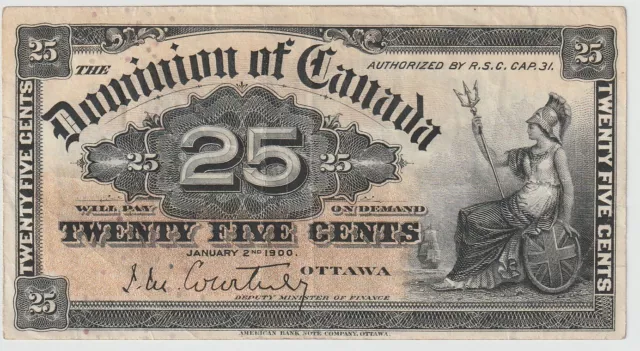 25
25
THE
Dominion of Canada
AUTHORIZED BY R.S.C. CAP. 31.
TWENTY FIVE CENTS
TWENTY FIVE CENTS
25
25
25
WILL PAY
ON DEMAND
TWENTY FIVE CENTS
JANUARY 2ND 1900.
OTTAWA
J.M. Courtney
DEPUTY MINISTER OF FINANCE
25
25
AMERICAN BANK NOTE COMPANY, OTTAWA.